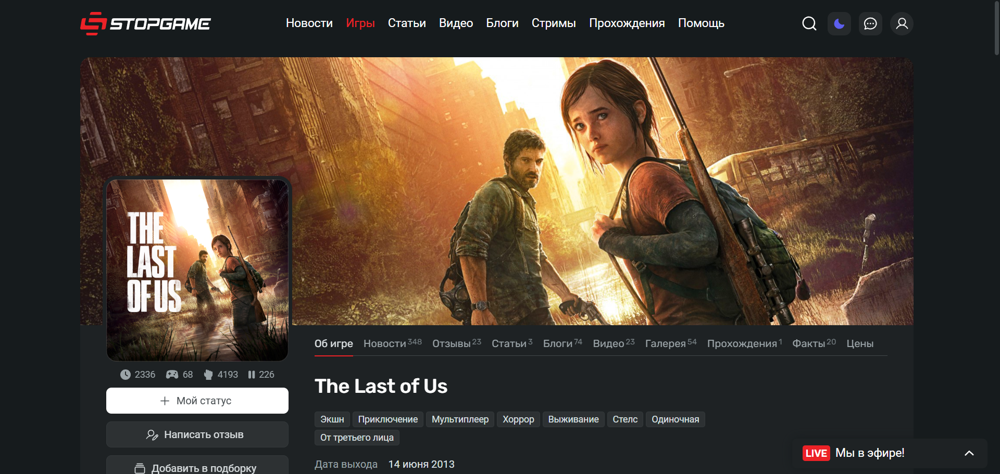 STOPGAME
Новости Игры Статьи Видео Блоги Стримы Прохождения Помощь
THE
LAST
OF US
2336 68 4193 226
Мой статус
Написать отзыв
Добавить в подборку
Об игре Новости 348 Отзывы 23 Статьи 3 Блоги 74 Видео 23 Галерея 54 Прохождения 1 Факты 20 Цены
The Last of Us
Экшн Приключение Мультиплеер Хоррор Выживание Стелс Одиночная
От третьего лица
Дата выхода 14 июня 2013
LIVE Мы в эфире!